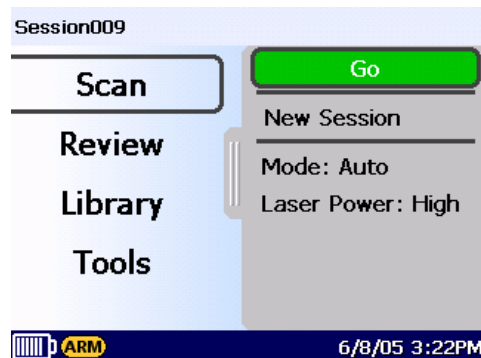 Session009
Scan
Review
Library
Tools
Go
New Session
Mode: Auto
Laser Power: High
ARM
6/8/05 3:22PM